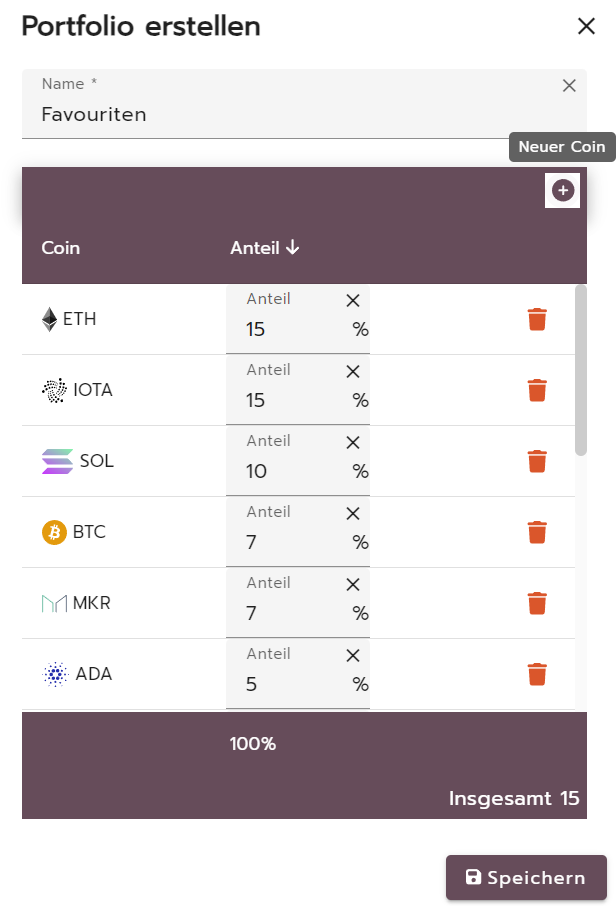 Portfolio erstellen
Name *
Favouriten
Neuer Coin
Coin Anteil
ETH Anteil 15 %
IOTA Anteil 15 %
SOL Anteil 10 %
BTC Anteil 7 %
MKR Anteil 7 %
ADA Anteil 5 %
100%
Insgesamt 15
Speichern